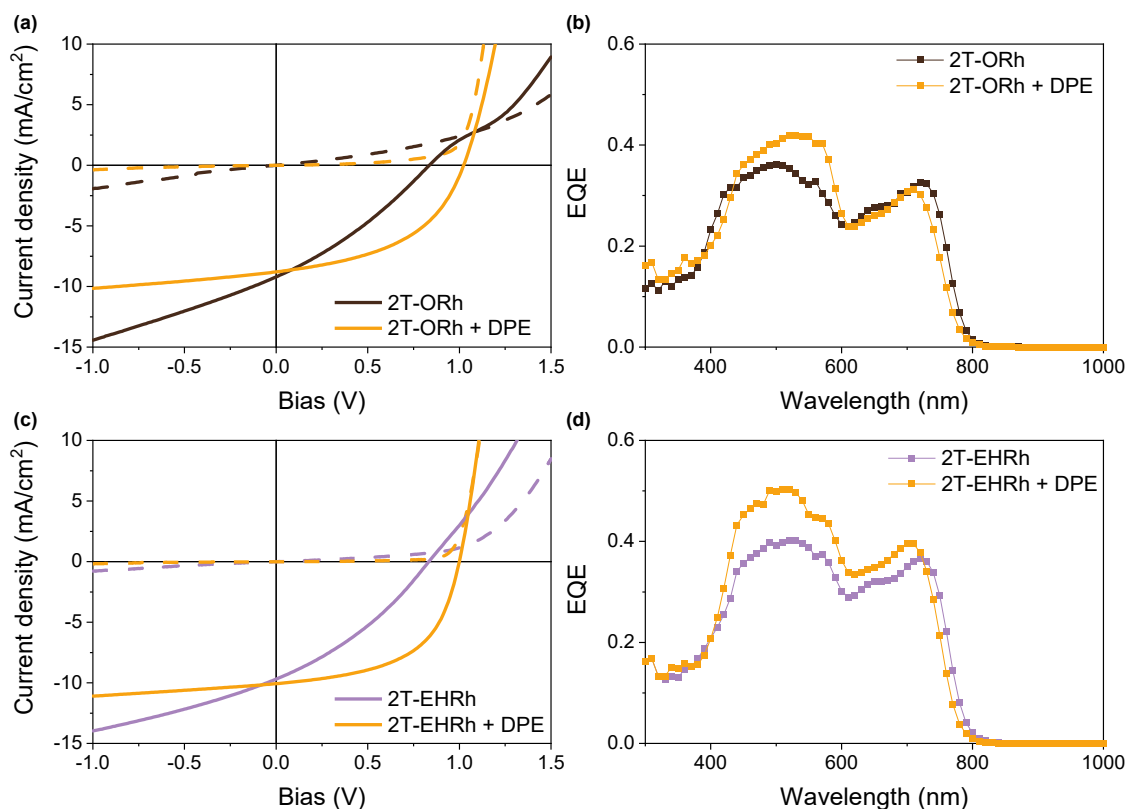 (a)
Current density (mA/cm²)
10
5
0
-5
-10
-15
-1.0
-0.5
0.0
0.5
1.0
1.5
Bias (V)
2T-ORh
2T-ORh + DPE
(b)
EQE
0.6
0.4
0.2
0.0
400
600
800
1000
Wavelength (nm)
2T-ORh
2T-ORh + DPE
(c)
Current density (mA/cm²)
10
5
0
-5
-10
-15
-1.0
-0.5
0.0
0.5
1.0
1.5
Bias (V)
2T-EHRh
2T-EHRh + DPE
(d)
EQE
0.6
0.4
0.2
0.0
400
600
800
1000
Wavelength (nm)
2T-EHRh
2T-EHRh + DPE